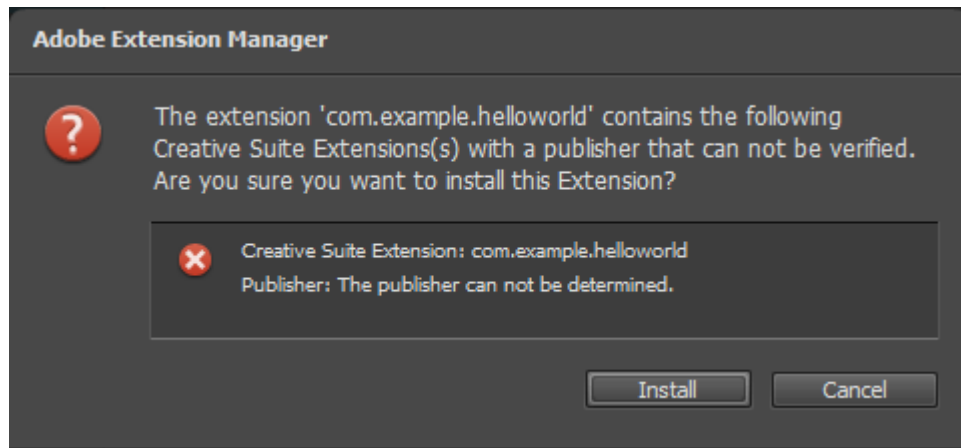 Adobe Extension Manager
The extension 'com.example.helloworld' contains the following
Creative Suite Extensions(s) with a publisher that can not be verified.
Are you sure you want to install this Extension?
Creative Suite Extension: com.example.helloworld
Publisher: The publisher can not be determined.
Install Cancel